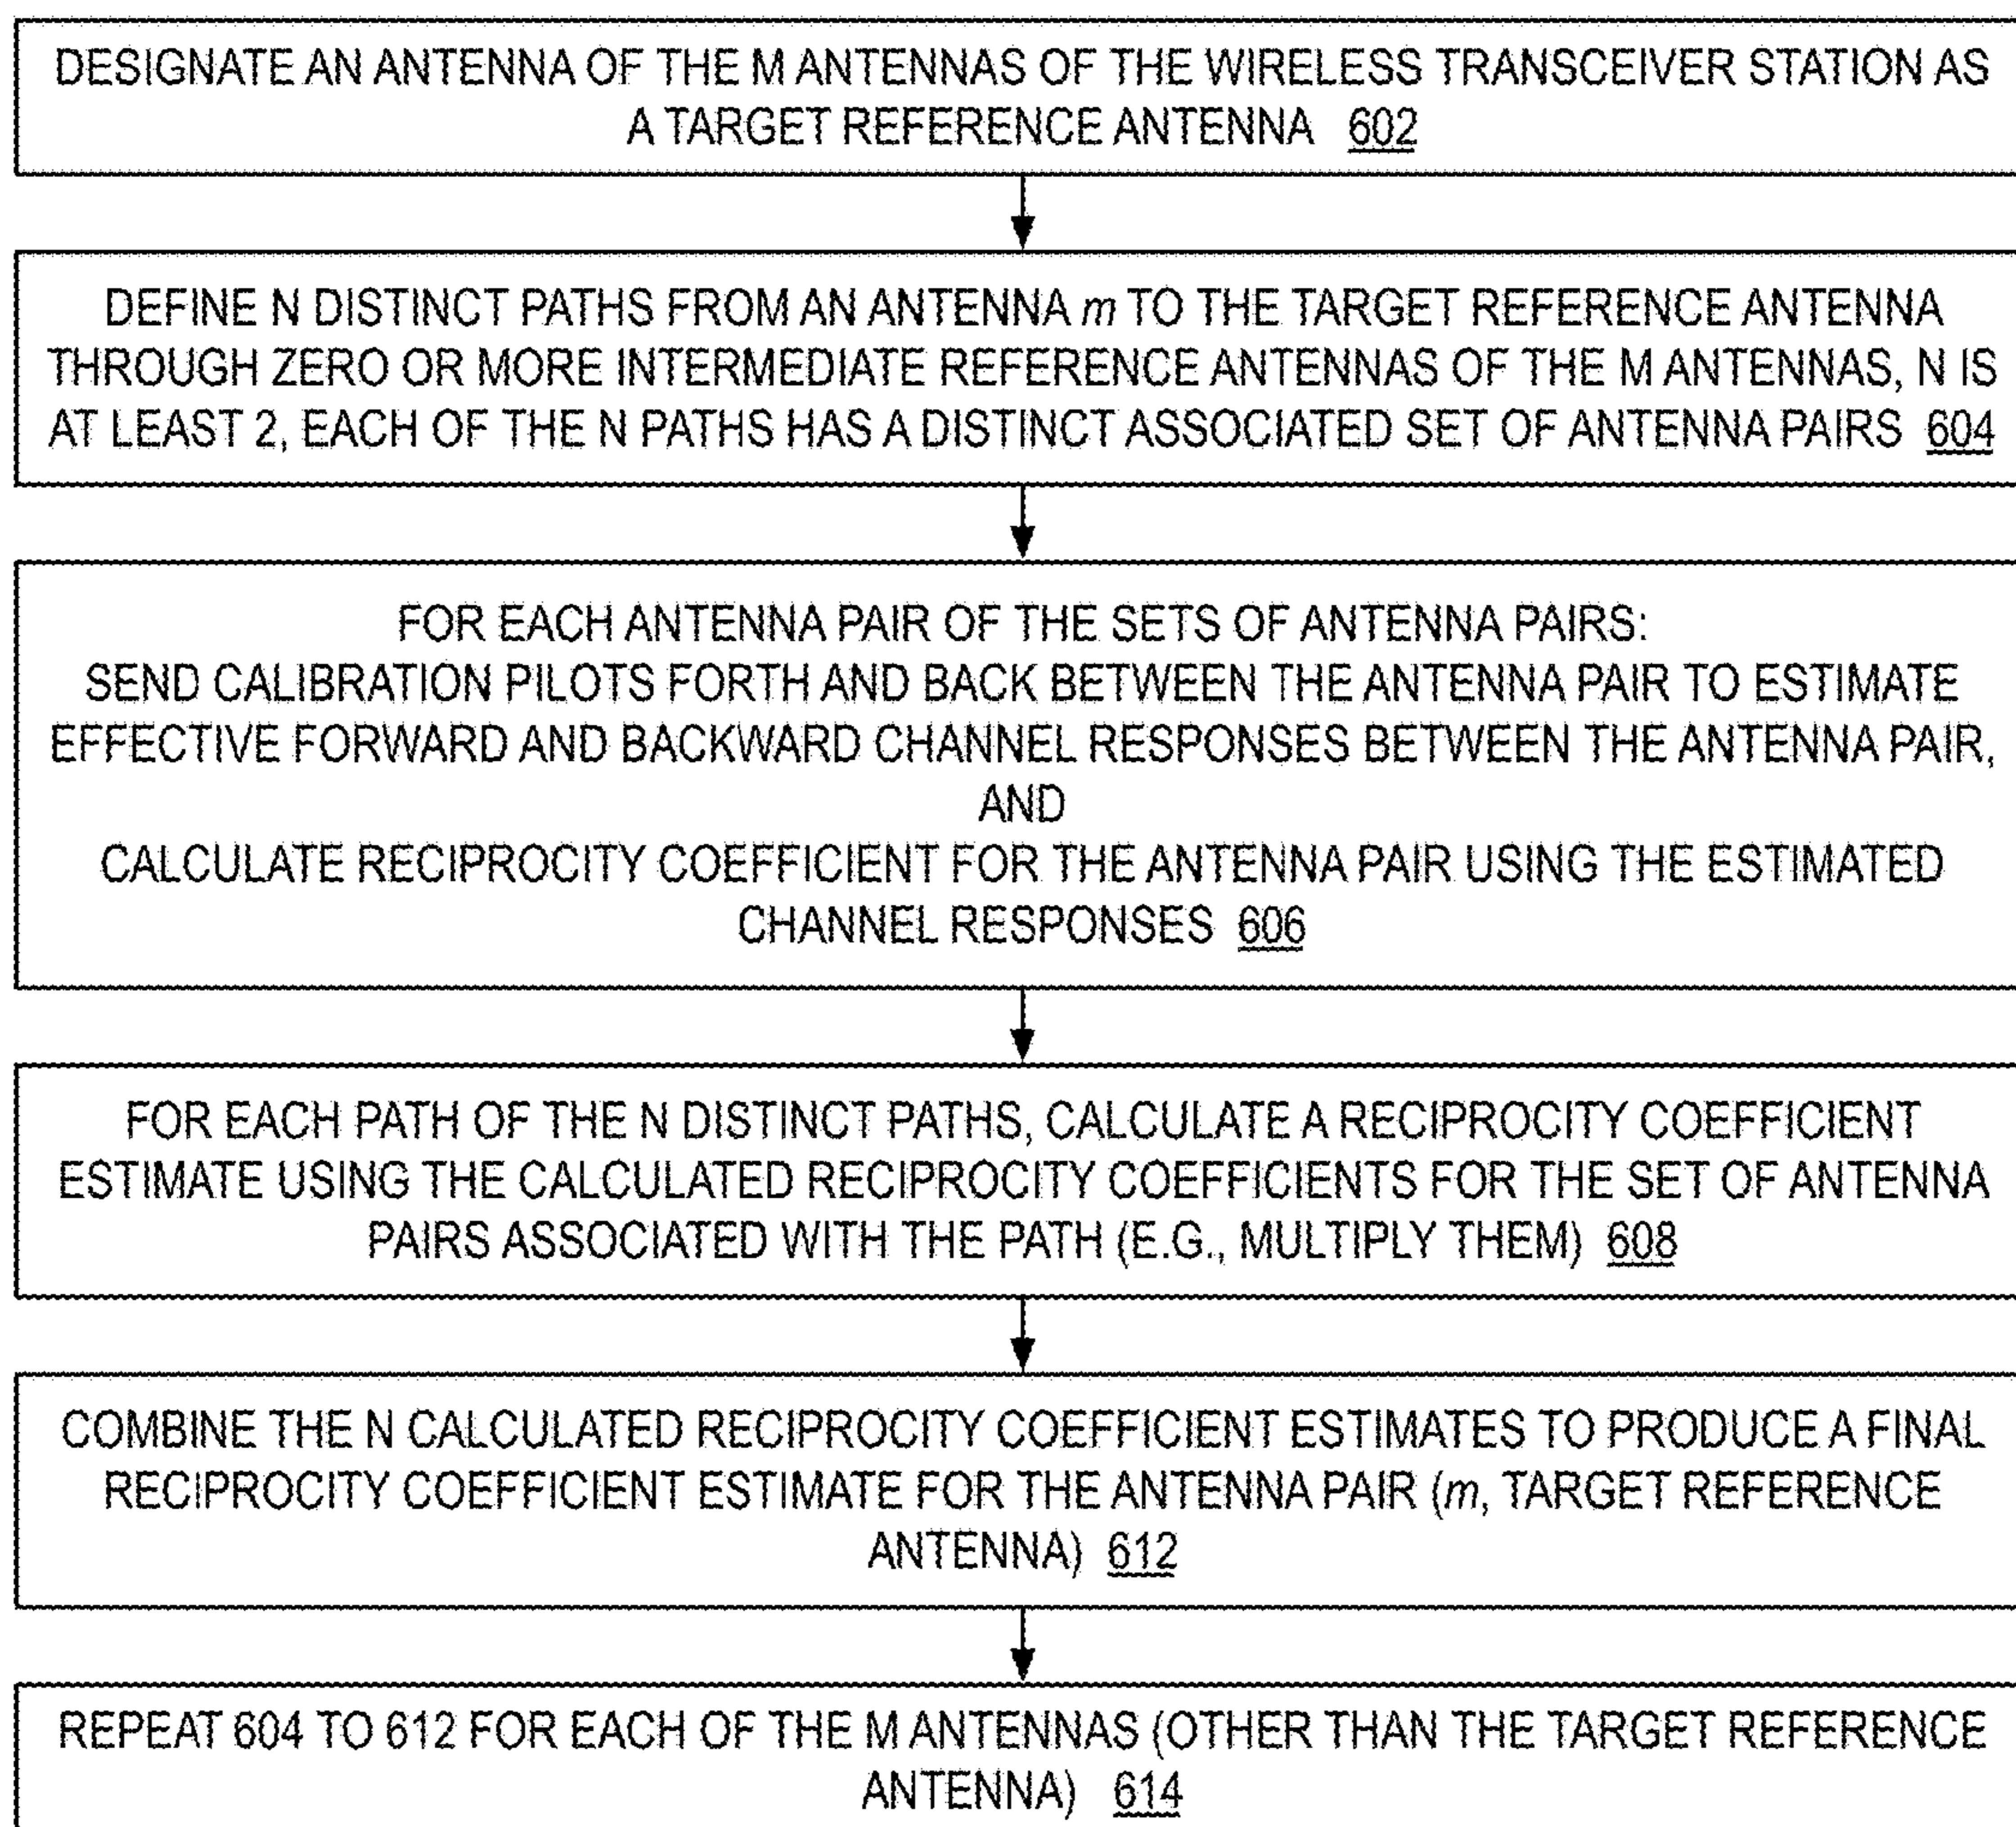 DESIGNATE AN ANTENNA OF THE M ANTENNAS OF THE WIRELESS TRANSCEIVER STATION AS
A TARGET REFERENCE ANTENNA 602
DEFINE N DISTINCT PATHS FROM AN ANTENNA m TO THE TARGET REFERENCE ANTENNA
THROUGH ZERO OR MORE INTERMEDIATE REFERENCE ANTENNAS OF THE M ANTENNAS, N IS
AT LEAST 2, EACH OF THE N PATHS HAS A DISTINCT ASSOCIATED SET OF ANTENNA PAIRS 604
FOR EACH ANTENNA PAIR OF THE SETS OF ANTENNA PAIRS:
SEND CALIBRATION PILOTS FORTH AND BACK BETWEEN THE ANTENNA PAIR TO ESTIMATE
EFFECTIVE FORWARD AND BACKWARD CHANNEL RESPONSES BETWEEN THE ANTENNA PAIR,
AND
CALCULATE RECIPROCITY COEFFICIENT FOR THE ANTENNA PAIR USING THE ESTIMATED
CHANNEL RESPONSES 606
FOR EACH PATH OF THE N DISTINCT PATHS, CALCULATE A RECIPROCITY COEFFICIENT
ESTIMATE USING THE CALCULATED RECIPROCITY COEFFICIENTS FOR THE SET OF ANTENNA
PAIRS ASSOCIATED WITH THE PATH (E.G., MULTIPLY THEM) 608
COMBINE THE N CALCULATED RECIPROCITY COEFFICIENT ESTIMATES TO PRODUCE A FINAL
RECIPROCITY COEFFICIENT ESTIMATE FOR THE ANTENNA PAIR (m, TARGET REFERENCE
ANTENNA) 612
REPEAT 604 TO 612 FOR EACH OF THE M ANTENNAS (OTHER THAN THE TARGET REFERENCE
ANTENNA) 614